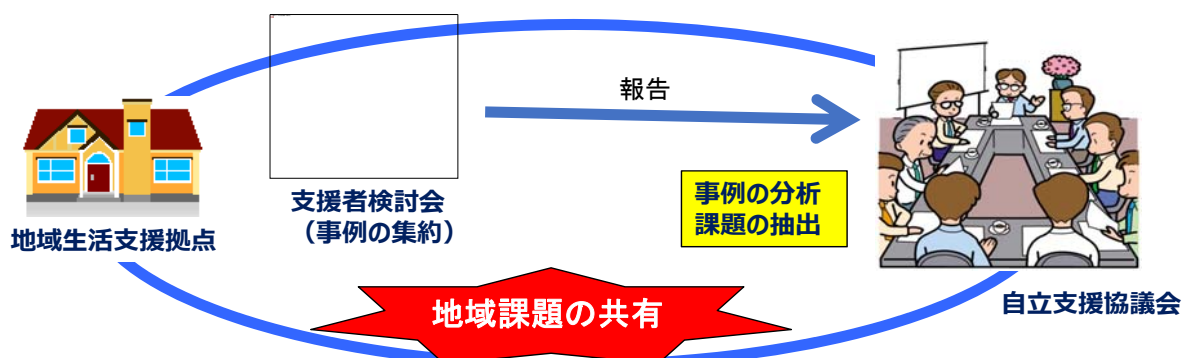 報告
支援者検討会
（事例の集約）
事例の分析
課題の抽出
地域生活支援拠点
自立支援協議会
地域課題の共有